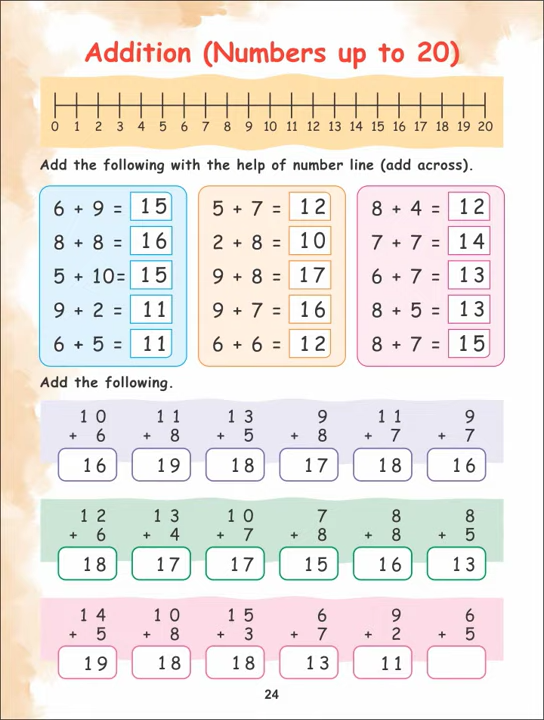 Addition (Numbers up to 20)
0 1 2 3 4 5 6 7 8 9 10 11 12 13 14 15 16 17 18 19 20
Add the following with the help of number line (add across).
6 + 9 = 15 5 + 7 = 12 8 + 4 = 12
8 + 8 = 16 2 + 8 = 10 7 + 7 = 14
5 + 10= 15 9 + 8 = 17 6 + 7 = 13
9 + 2 = 11 9 + 7 = 16 8 + 5 = 13
6 + 5 = 11 6 + 6 = 12 8 + 7 = 15
Add the following.
10 11 13 9 11 9
+ 6 + 8 + 5 + 8 + 7 + 7
16 19 18 17 18 16
12 13 10 7 8 8
+ 6 + 4 + 7 + 8 + 8 + 5
18 17 17 15 16 13
14 10 15 6 9 6
+ 5 + 8 + 3 + 7 + 2 + 5
19 18 18 13 11
24